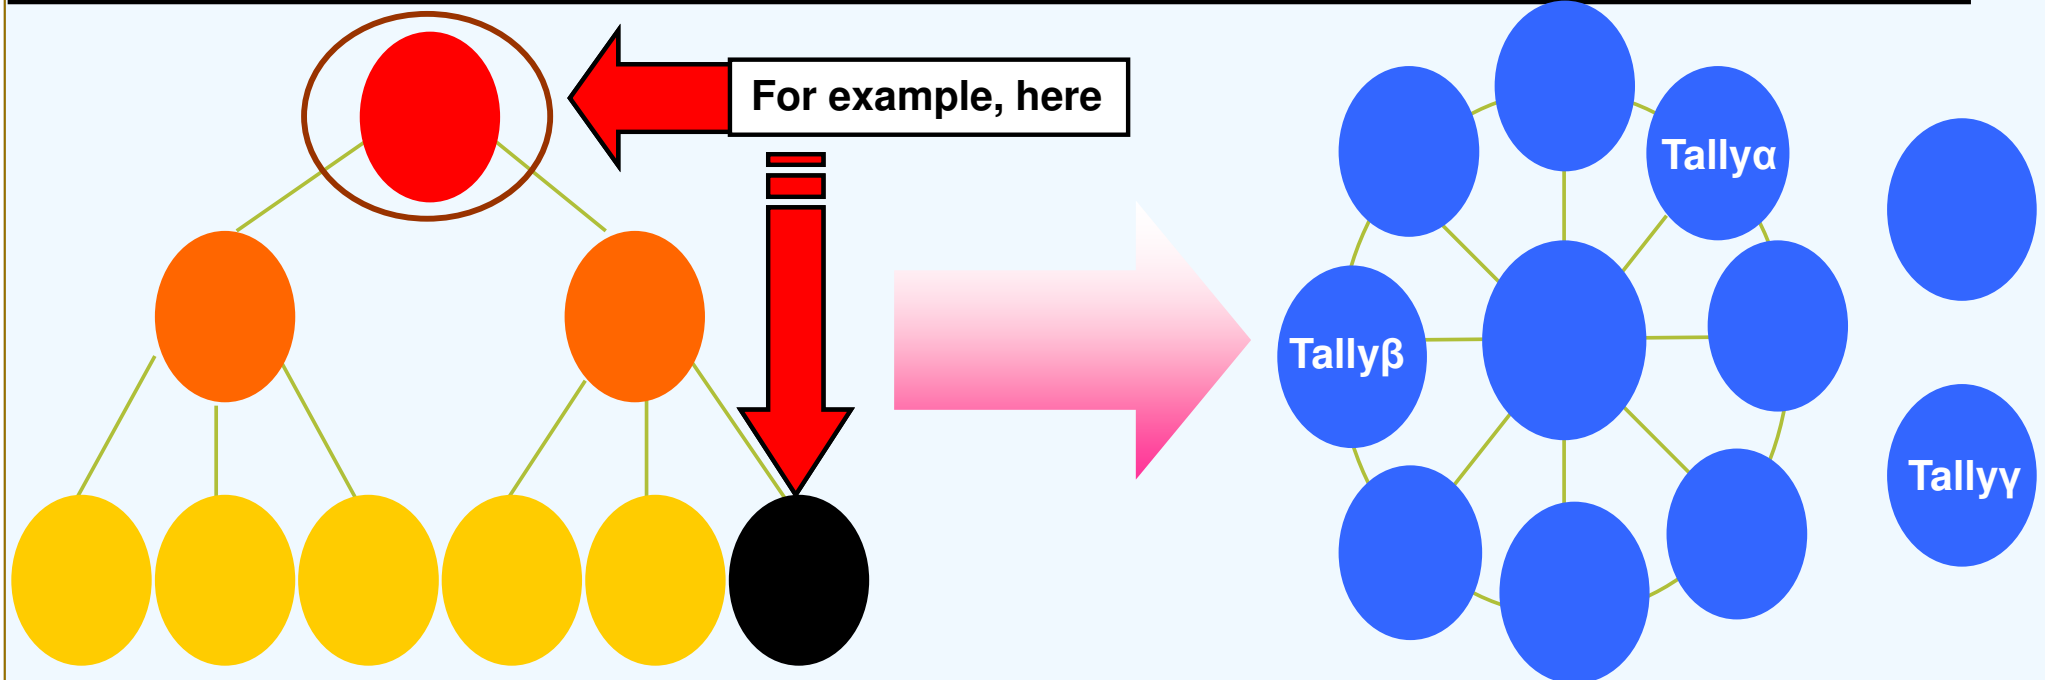 For example, here
Tallyα
Tallyβ
Tallyγ